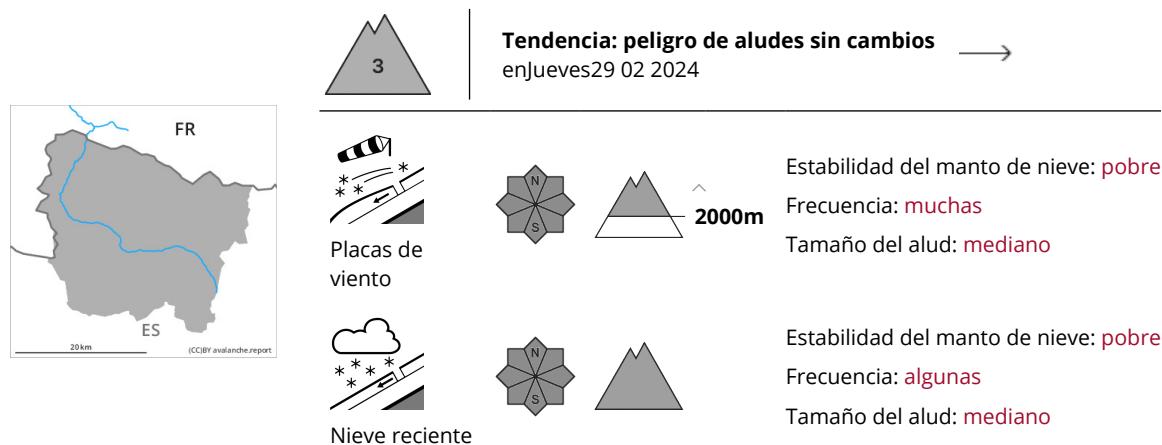 3
Tendencia: peligro de aludes sin cambios
enJueves29 02 2024
FR
ES
20 km
(CC)BY avalanche.report
N
S
2000m
Placas de
viento
Estabilidad del manto de nieve: pobre
Frecuencia: muchas
Tamaño del alud: mediano
N
S
Nieve reciente
Estabilidad del manto de nieve: pobre
Frecuencia: algunas
Tamaño del alud: mediano